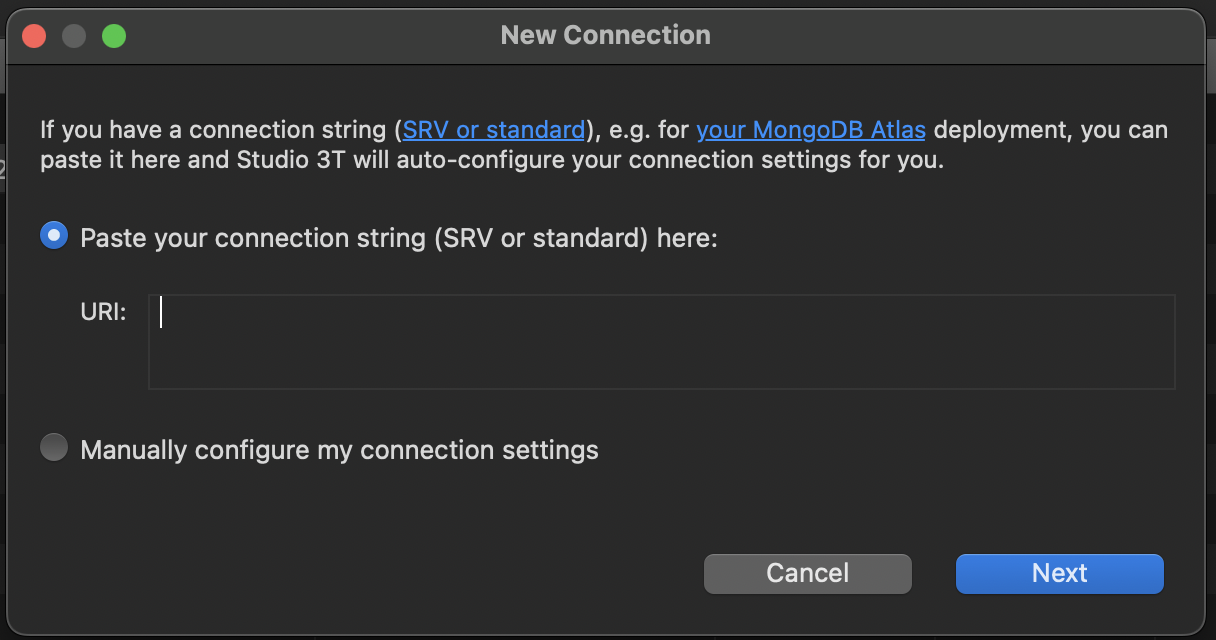 New Connection
If you have a connection string (SRV or standard), e.g. for your MongoDB Atlas deployment, you can
paste it here and Studio 3T will auto-configure your connection settings for you.
Paste your connection string (SRV or standard) here:
URI:
Manually configure my connection settings
Cancel Next